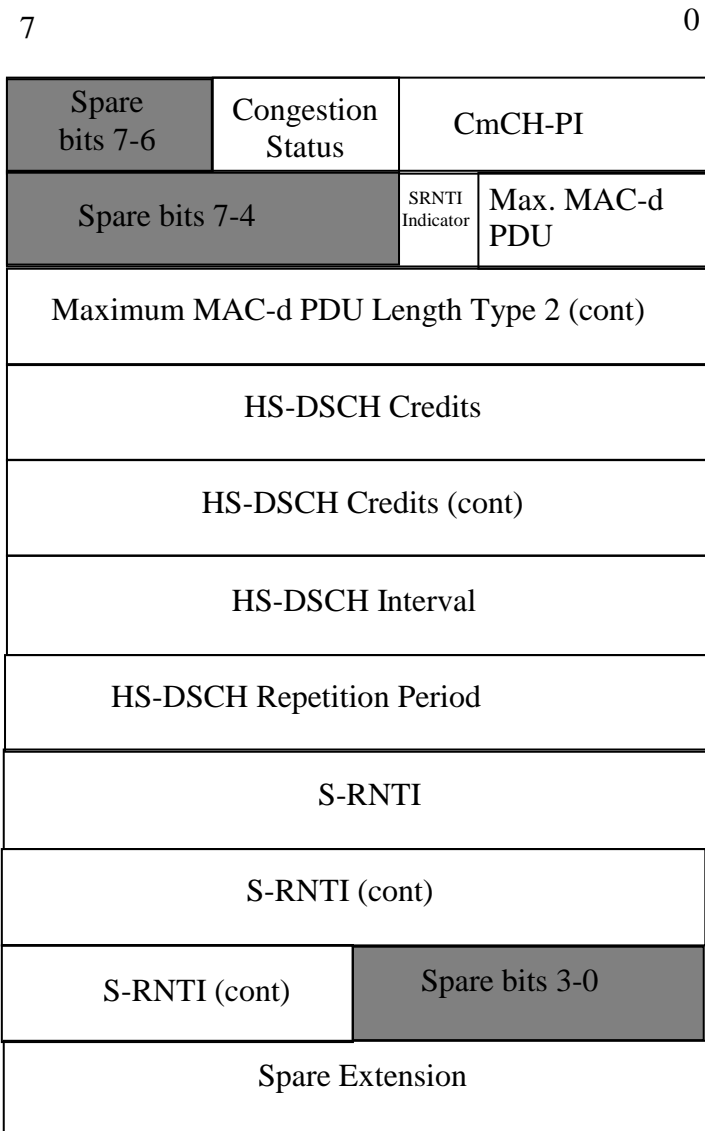 7 0
Spare
bits 7-6
Congestion
Status
CmCH-PI
Spare bits 7-4
SRNTI
Indicator
Max. MAC-d
PDU
Maximum MAC-d PDU Length Type 2 (cont)
HS-DSCH Credits
HS-DSCH Credits (cont)
HS-DSCH Interval
HS-DSCH Repetition Period
S-RNTI
S-RNTI (cont)
S-RNTI (cont)
Spare bits 3-0
Spare Extension